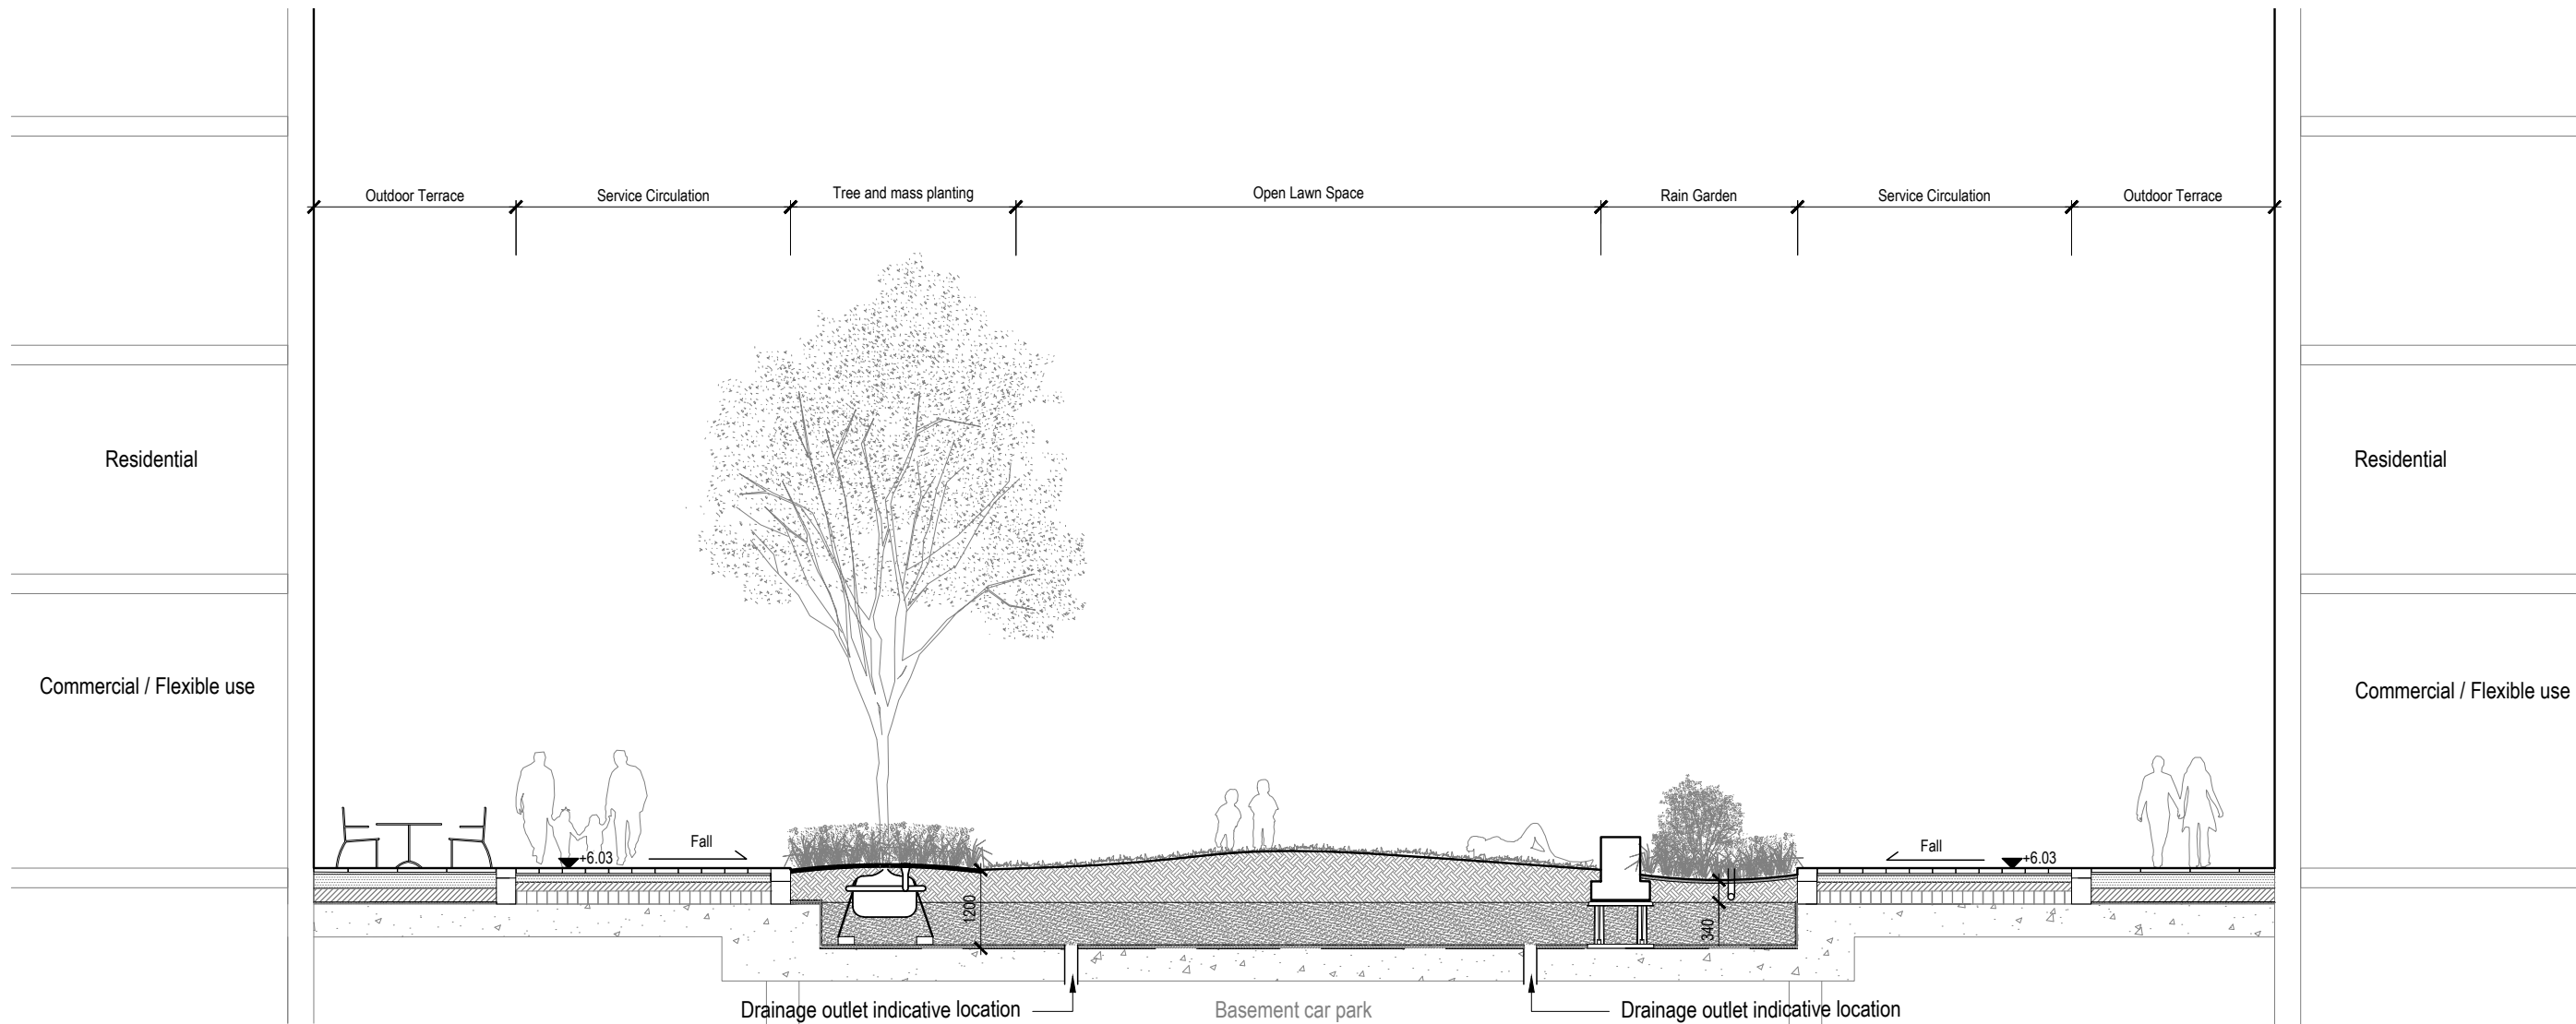 Outdoor Terrace
Service Circulation
Tree and mass planting
Open Lawn Space
Rain Garden
Service Circulation
Outdoor Terrace
Residential
Residential
Commercial / Flexible use
Commercial / Flexible use
Fall
+6.03
Fall
+6.03
1200
340
Drainage outlet indicative location
Basement car park
Drainage outlet indicative location